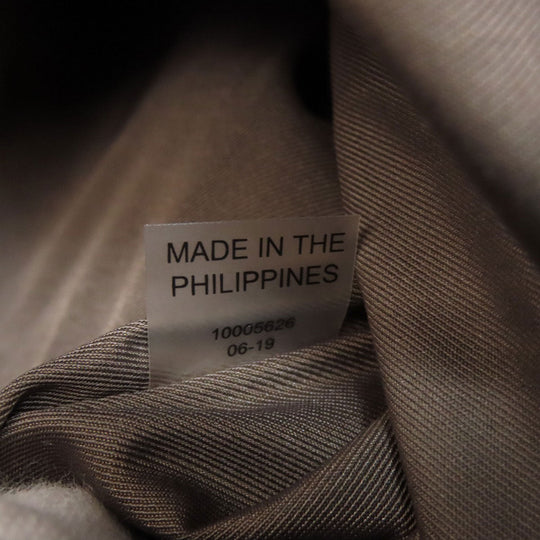 MADE IN THE
PHILIPPINES
10005626
06-19